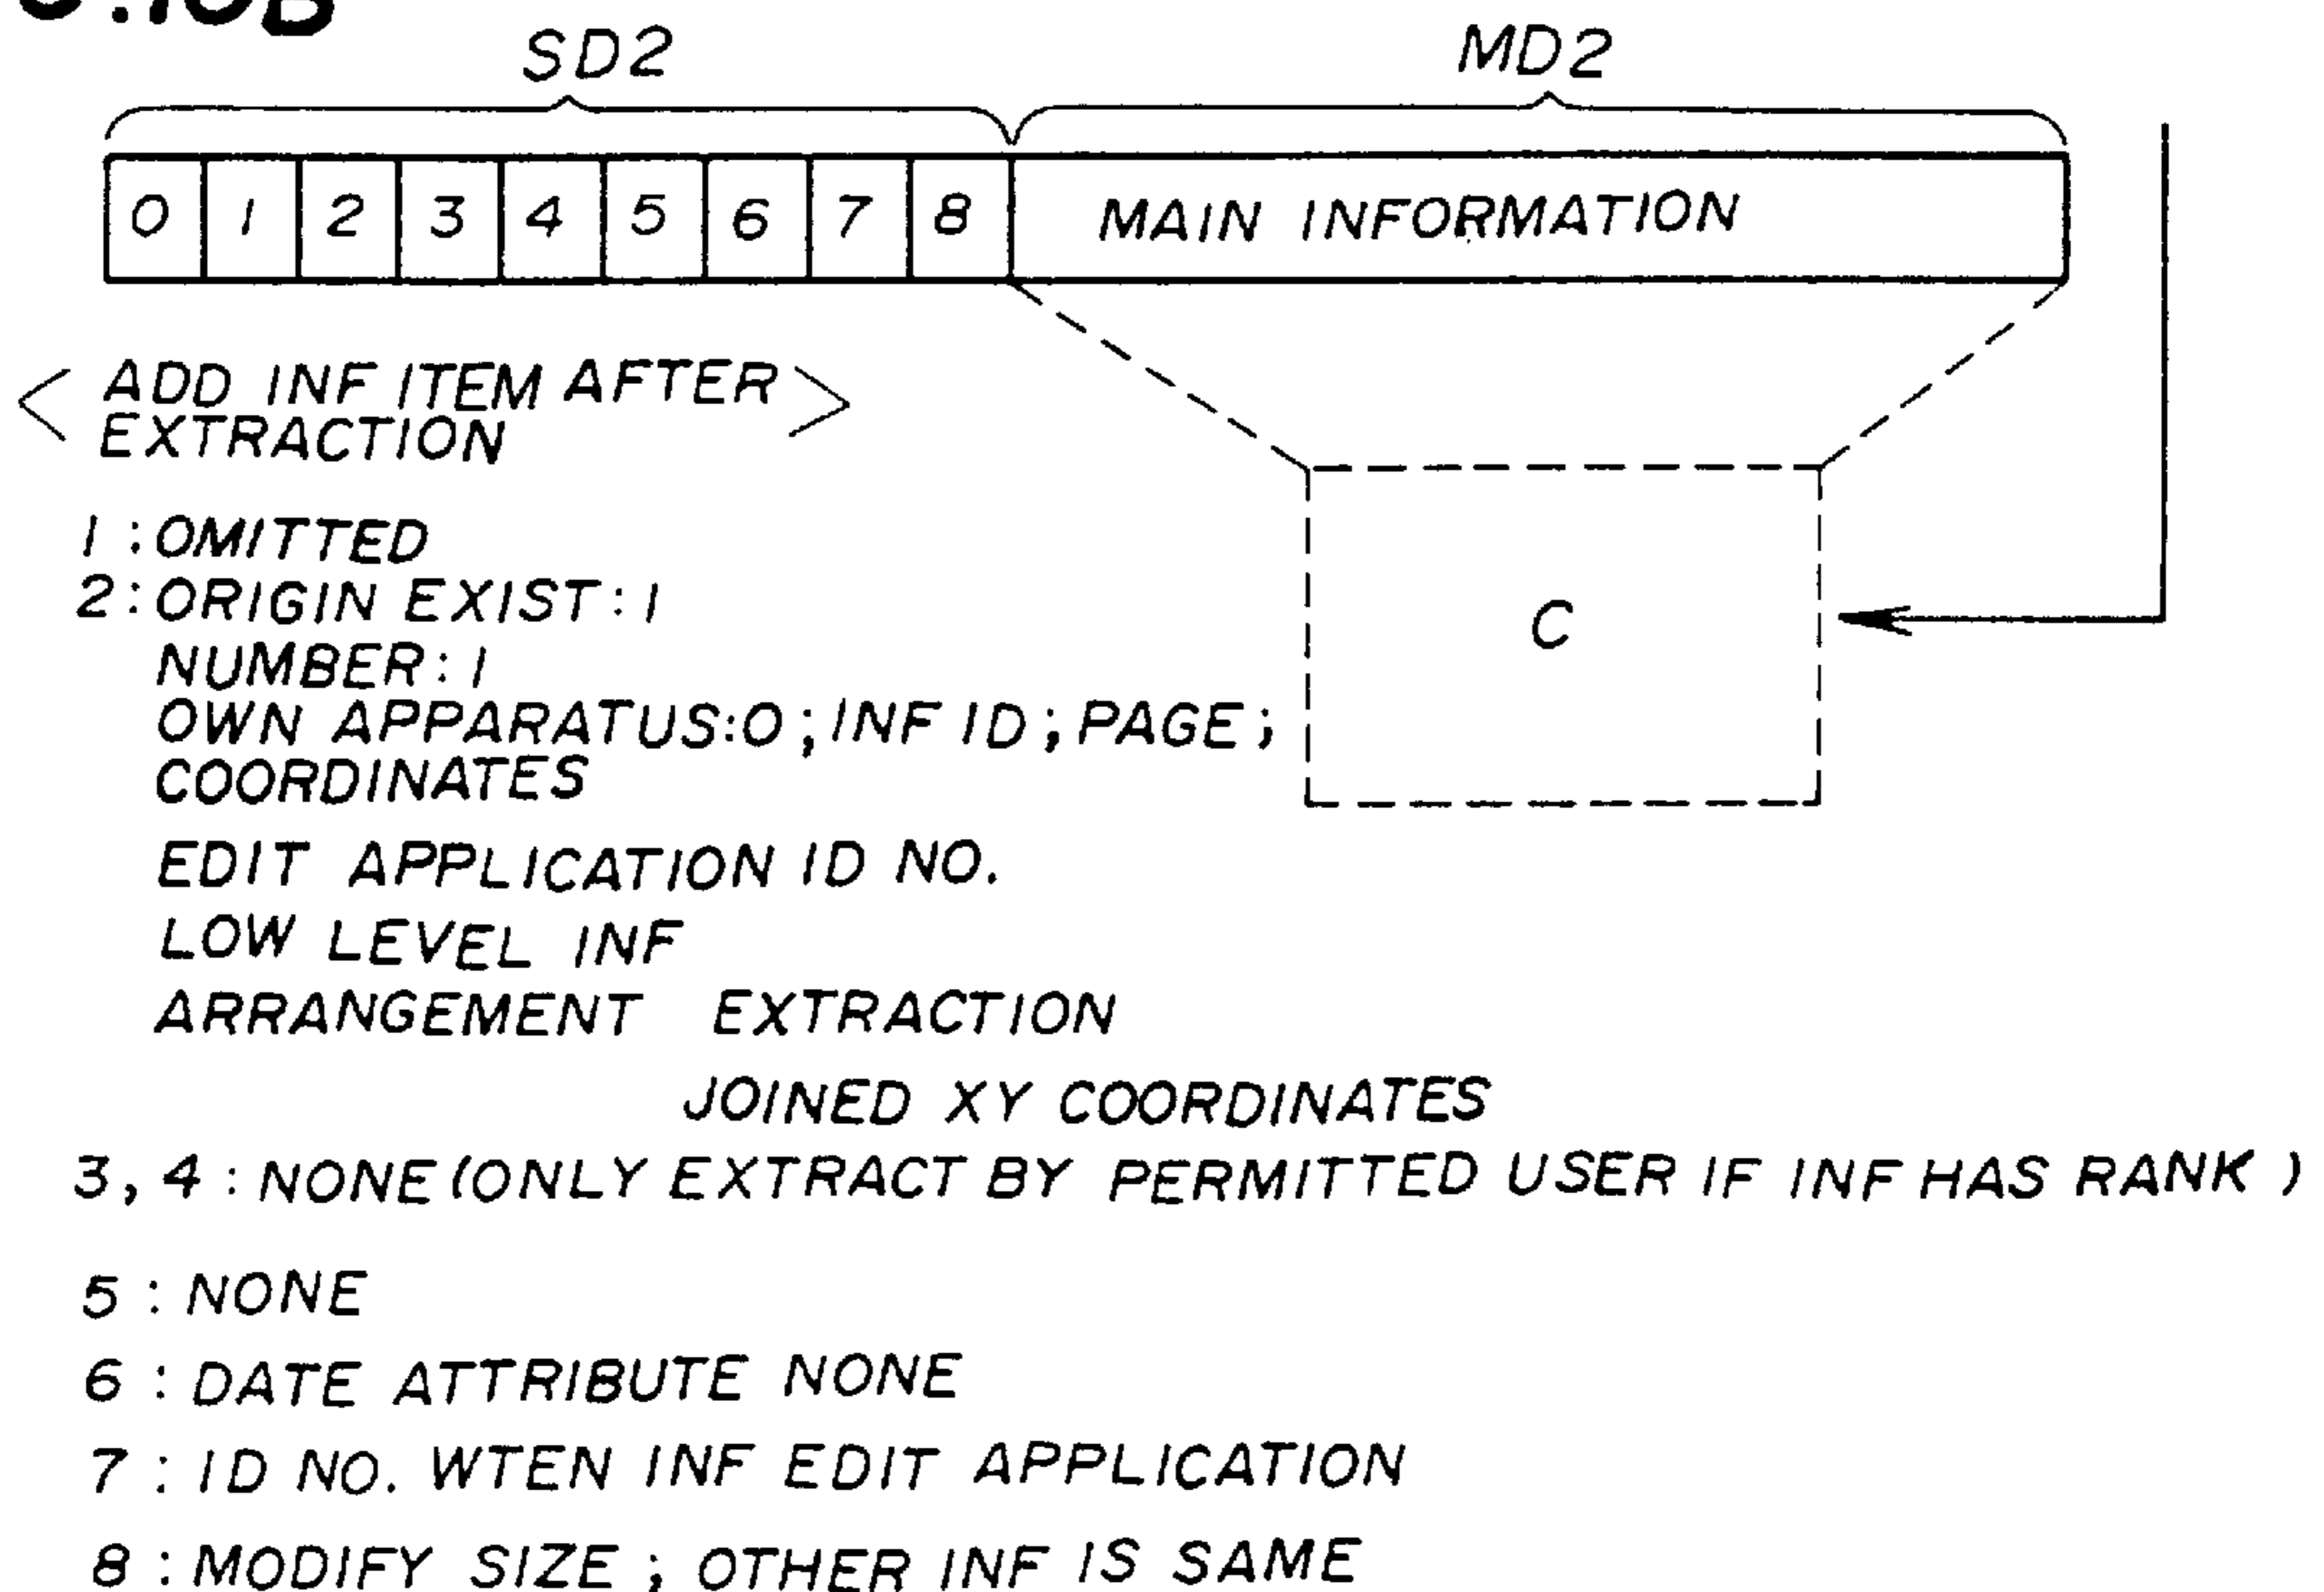 SD2 MD2
0 1 2 3 4 5 6 7 8 MAIN INFORMATION
< ADD INF ITEM AFTER >
EXTRACTION
1 : OMITTED
2 : ORIGIN EXIST : 1
NUMBER : 1
OWN APPARATUS:0 ; INF ID ; PAGE ;
COORDINATES
C
EDIT APPLICATION ID NO.
LOW LEVEL INF
ARRANGEMENT EXTRACTION
JOINED XY COORDINATES
3, 4 : NONE (ONLY EXTRACT BY PERMITTED USER IF INF HAS RANK )
5 : NONE
6 : DATE ATTRIBUTE NONE
7 : ID NO. WTEN INF EDIT APPLICATION
8 : MODIFY SIZE ; OTHER INF IS SAME